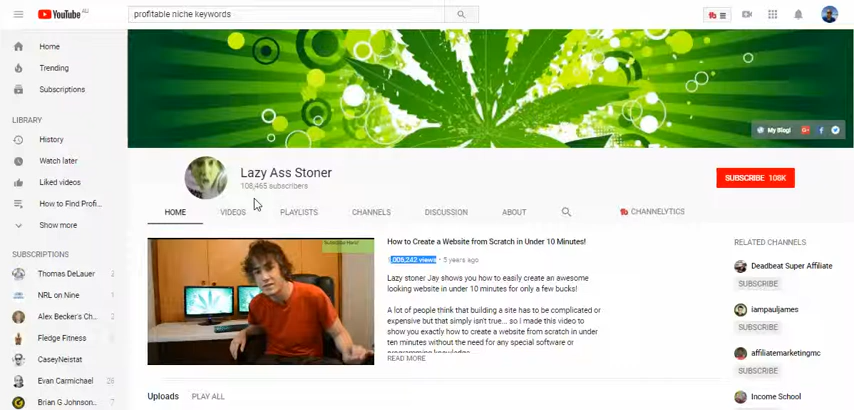 YouTube AU
profitable niche keywords
Home
Trending
Subscriptions
LIBRARY
History
Watch later
Liked videos
How to Find Profi...
Show more
SUBSCRIPTIONS
Thomas DeLauer 2
NRL on Nine 1
Alex Becker's Ch...
Fledge Fitness
CaseyNeistat
Evan Carmichael 26
Brian G Johnson...
My Blog!
Lazy Ass Stoner
108,465 subscribers
SUBSCRIBE 108K
HOME VIDEOS PLAYLISTS CHANNELS DISCUSSION ABOUT CHANNELYTICS
How to Create a Website from Scratch in Under 10 Minutes!
1,006,242 views • 5 years ago
Lazy stoner Jay shows you how to easily create an awesome
looking website in under 10 minutes for only a few bucks!
A lot of people think that building a site has to be complicated or
expensive but that simply isn't true... so I made this video to
show you exactly how to create a website from scratch in under
ten minutes without the need for any special software or
programming knowledge.
READ MORE
RELATED CHANNELS
Deadbeat Super Affiliate
SUBSCRIBE
iampauljames
SUBSCRIBE
affiliatemarketingmc
SUBSCRIBE
Income School
Uploads PLAY ALL